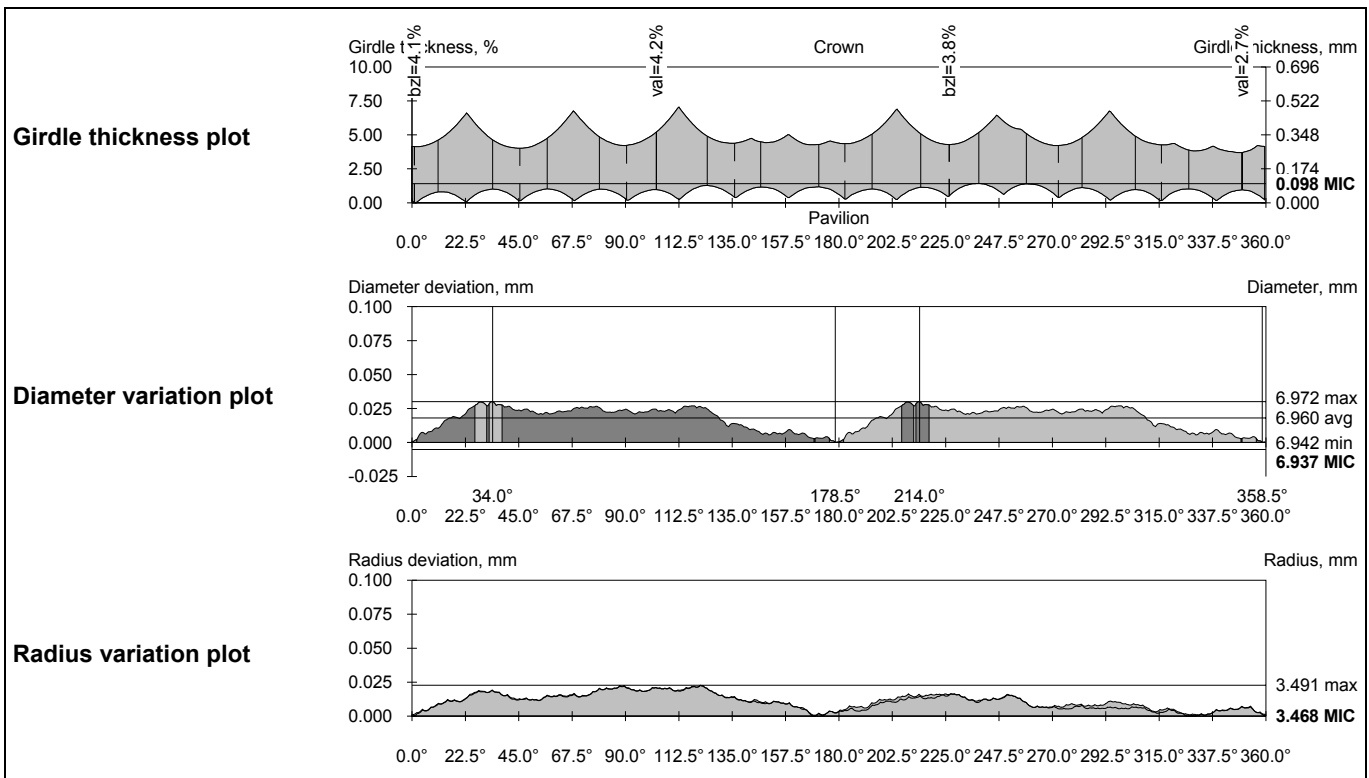 Girdle thickness plot
Girdle t kness, %
Crown
Girdl hickness, mm
bzl=4.1%
val=4.2%
bzl=3.8%
val=2.7%
10.00
7.50
5.00
2.50
0.00
0.696
0.522
0.348
0.174
0.098 MIC
0.000
Pavilion
0.0° 22.5° 45.0° 67.5° 90.0° 112.5° 135.0° 157.5° 180.0° 202.5° 225.0° 247.5° 270.0° 292.5° 315.0° 337.5° 360.0°
Diameter variation plot
Diameter deviation, mm
Diameter, mm
0.100
0.075
0.050
0.025
0.000
-0.025
6.972 max
6.960 avg
6.942 min
6.937 MIC
34.0° 178.5° 214.0° 358.5°
0.0° 22.5° 45.0° 67.5° 90.0° 112.5° 135.0° 157.5° 180.0° 202.5° 225.0° 247.5° 270.0° 292.5° 315.0° 337.5° 360.0°
Radius variation plot
Radius deviation, mm
Radius, mm
0.100
0.075
0.050
0.025
0.000
3.491 max
3.468 MIC
0.0° 22.5° 45.0° 67.5° 90.0° 112.5° 135.0° 157.5° 180.0° 202.5° 225.0° 247.5° 270.0° 292.5° 315.0° 337.5° 360.0°